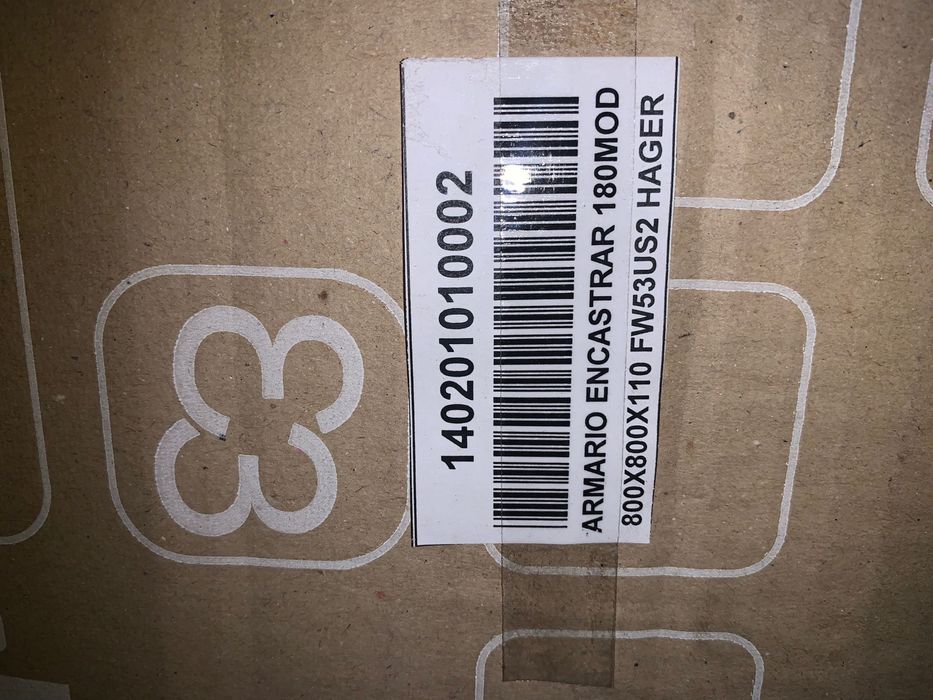 140201010002
ARMARIO ENCASTRAR 180MOD
800X800X110 FW53US2 HAGER